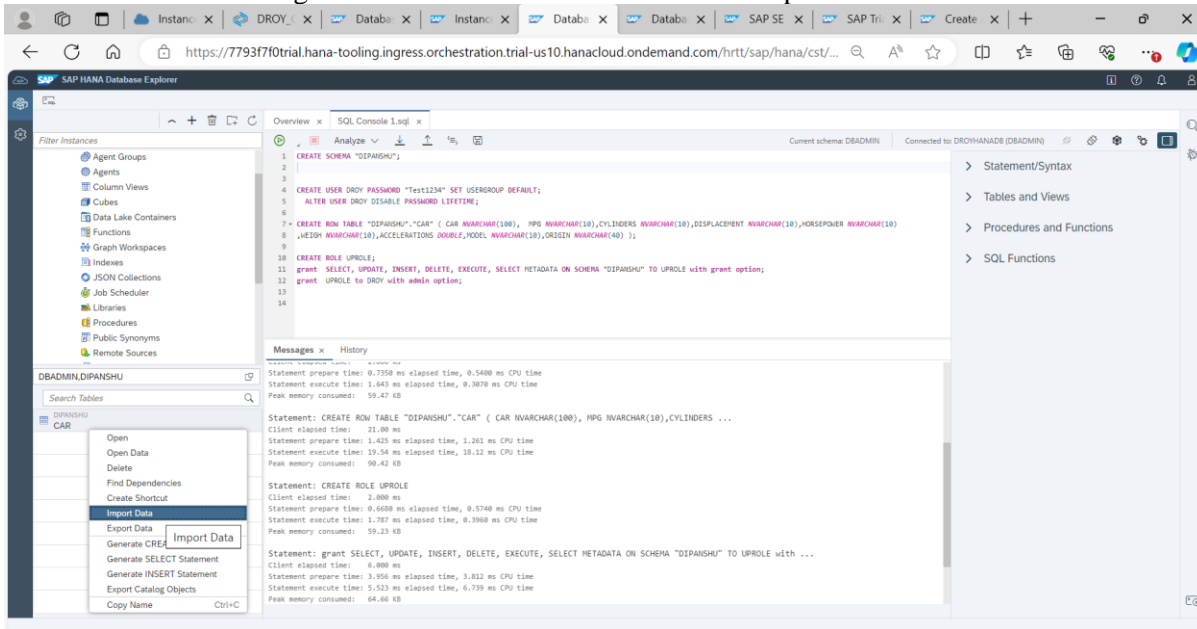 Instanc
DROY_
Databa
Instanc
Databa
Databa
SAP SE
SAP Tri
Create
https://7793f7f0trial.hana-tooling.ingress.orchestration.trial-us10.hanacloud.ondemand.com/hrtt/sap/hana/cst/...
SAP SAP HANA Database Explorer
Filter Instances
Agent Groups
Agents
Column Views
Cubes
Data Lake Containers
Functions
Graph Workspaces
Indexes
JSON Collections
Job Scheduler
Libraries
Procedures
Public Synonyms
Remote Sources
DBADMIN,DIPANSHU
Search Tables
DIPANSHU
CAR
Open
Open Data
Delete
Find Dependencies
Create Shortcut
Import Data
Export Data
Import Data
Generate CREA
Generate SELECT Statement
Generate INSERT Statement
Export Catalog Objects
Copy Name Ctrl+C
Overview x SQL Console 1.sql x
Analyze
Current schema: DBADMIN Connected to: DROYHANADB (DBADMIN)
1 CREATE SCHEMA "DIPANSHU";
2
3
4 CREATE USER DROY PASSWORD "Test1234" SET USERGROUP DEFAULT;
5 ALTER USER DROY DISABLE PASSWORD LIFETIME;
6
7 CREATE ROW TABLE "DIPANSHU"."CAR" ( CAR NVARCHAR(100), MPG NVARCHAR(10),CYLINDERS NVARCHAR(10),DISPLACEMENT NVARCHAR(10),HORSEPOWER NVARCHAR(10)
8 ,WEIGH NVARCHAR(10),ACCELERATIONS DOUBLE,MODEL NVARCHAR(10),ORIGIN NVARCHAR(40) );
9
10 CREATE ROLE UPROLE;
11 grant SELECT, UPDATE, INSERT, DELETE, EXECUTE, SELECT METADATA ON SCHEMA "DIPANSHU" TO UPROLE with grant option;
12 grant UPROLE to DROY with admin option;
13
14
Messages x History
Statement prepare time: 0.7350 ms elapsed time, 0.5400 ms CPU time
Statement execute time: 1.643 ms elapsed time, 0.3070 ms CPU time
Peak memory consumed: 59.47 KB
Statement: CREATE ROW TABLE "DIPANSHU"."CAR" ( CAR NVARCHAR(100), MPG NVARCHAR(10),CYLINDERS ...
Client elapsed time: 21.00 ms
Statement prepare time: 1.425 ms elapsed time, 1.261 ms CPU time
Statement execute time: 19.54 ms elapsed time, 18.12 ms CPU time
Peak memory consumed: 90.42 KB
Statement: CREATE ROLE UPROLE
Client elapsed time: 2.000 ms
Statement prepare time: 0.6680 ms elapsed time, 0.5740 ms CPU time
Statement execute time: 1.787 ms elapsed time, 0.3960 ms CPU time
Peak memory consumed: 59.23 KB
Statement: grant SELECT, UPDATE, INSERT, DELETE, EXECUTE, SELECT METADATA ON SCHEMA "DIPANSHU" TO UPROLE with ...
Client elapsed time: 6.000 ms
Statement prepare time: 3.956 ms elapsed time, 3.812 ms CPU time
Statement execute time: 5.523 ms elapsed time, 6.739 ms CPU time
Peak memory consumed: 64.66 KB
Statement/Syntax
Tables and Views
Procedures and Functions
SQL Functions